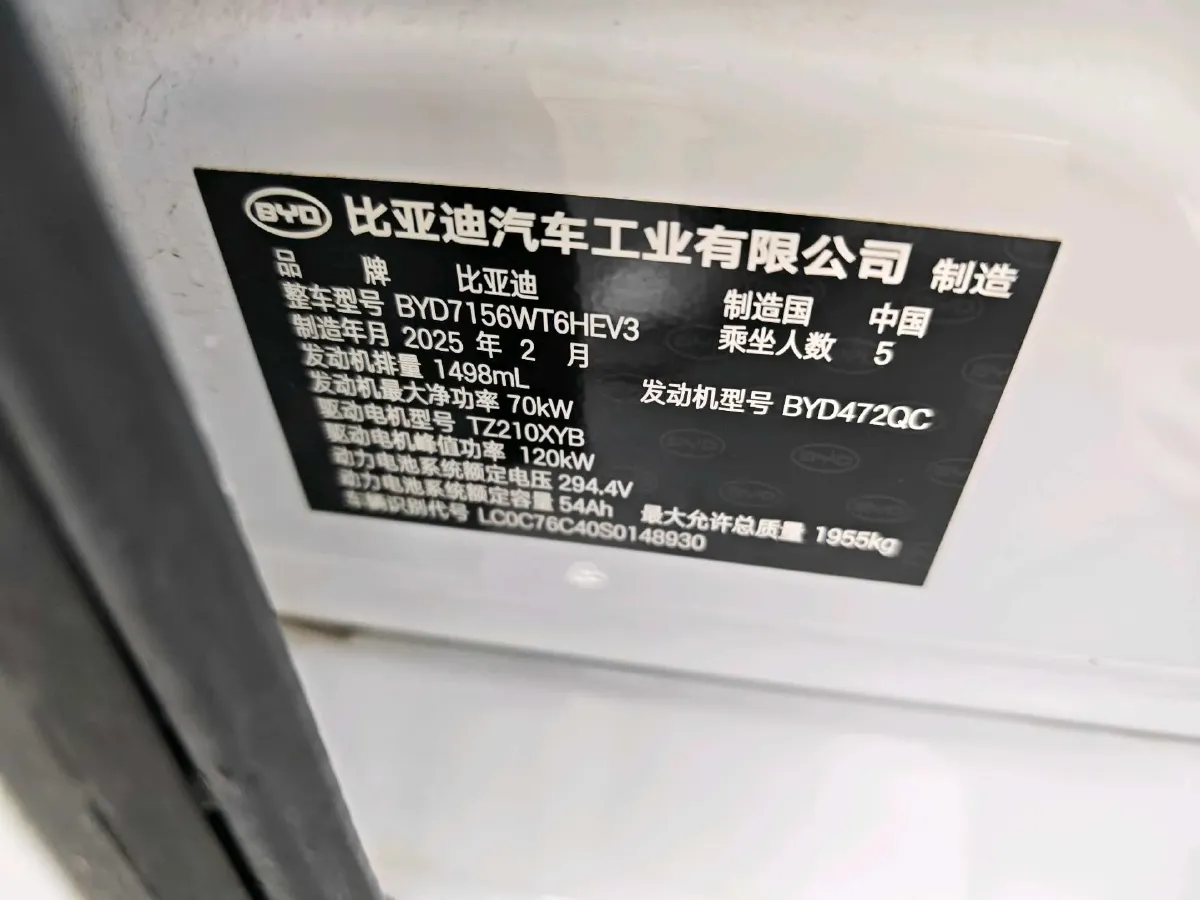 BYD 比亚迪汽车工业有限公司 制造
品牌 比亚迪 制造国 中国
整车型号 BYD7156WT6HEV3 乘坐人数 5
制造年月 2025 年 2 月
发动机排量 1498mL 发动机型号 BYD472QC
发动机最大净功率 70kW
驱动电机型号 TZ210XYB
驱动电机峰值功率 120kW
动力电池系统额定电压 294.4V
动力电池系统额定容量 54Ah 最大允许总质量 1955kg
车辆识别代号 LC0C76C40S0148930